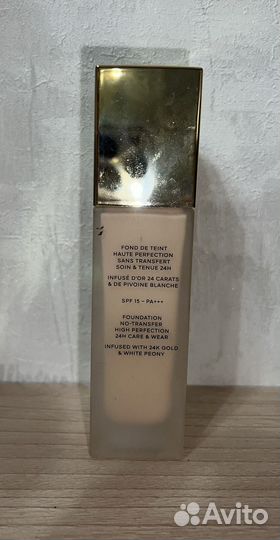 FOND DE TEINT
HAUTE PERFECTION
SANS TRANSFERT
SOIN & TENUE 24H
INFUSÉ D'OR 24 CARATS
& DE PIVOINE BLANCHE
SPF 15 – PA+++
FOUNDATION
NO-TRANSFER
HIGH PERFECTION
24H CARE & WEAR
INFUSED WITH 24K GOLD
& WHITE PEONY
Avito